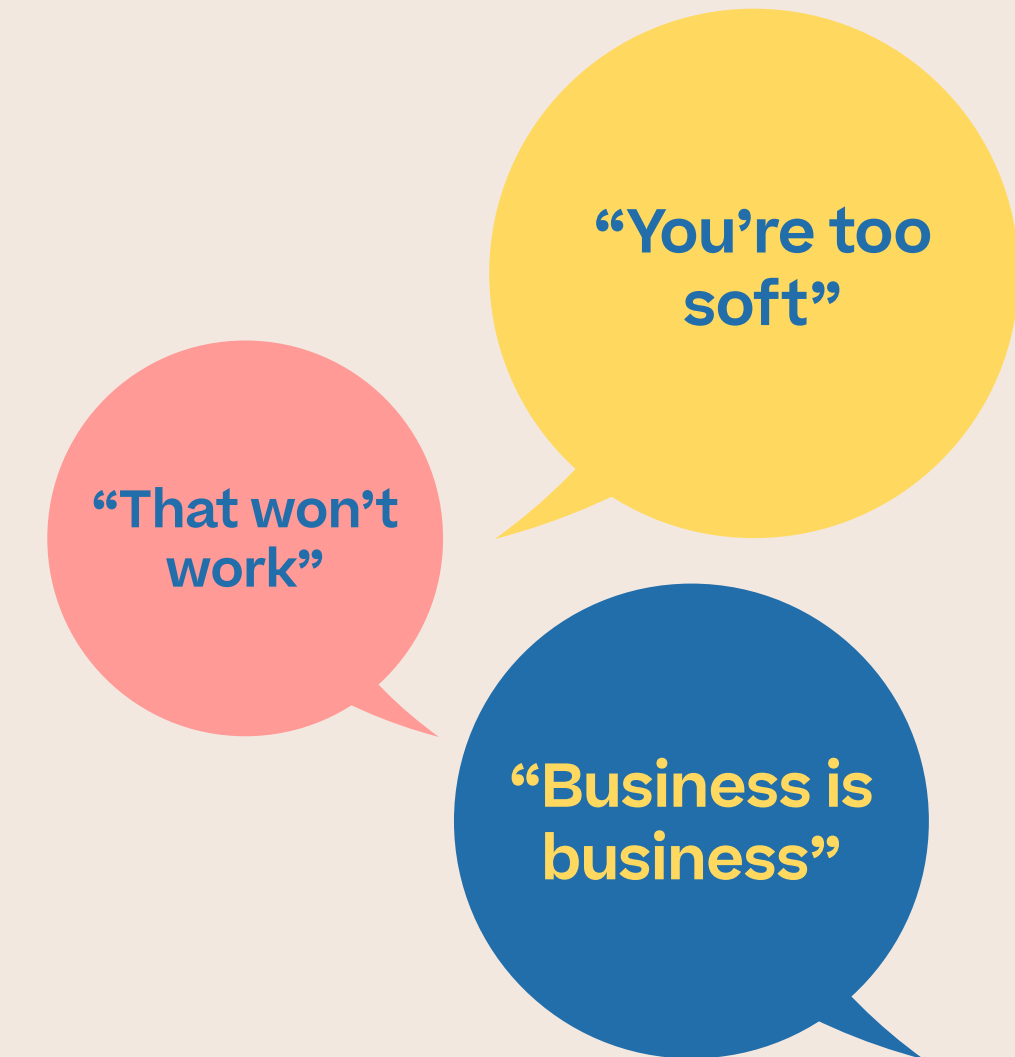 “You’re too
soft”
“That won’t
work”
“Business is
business”